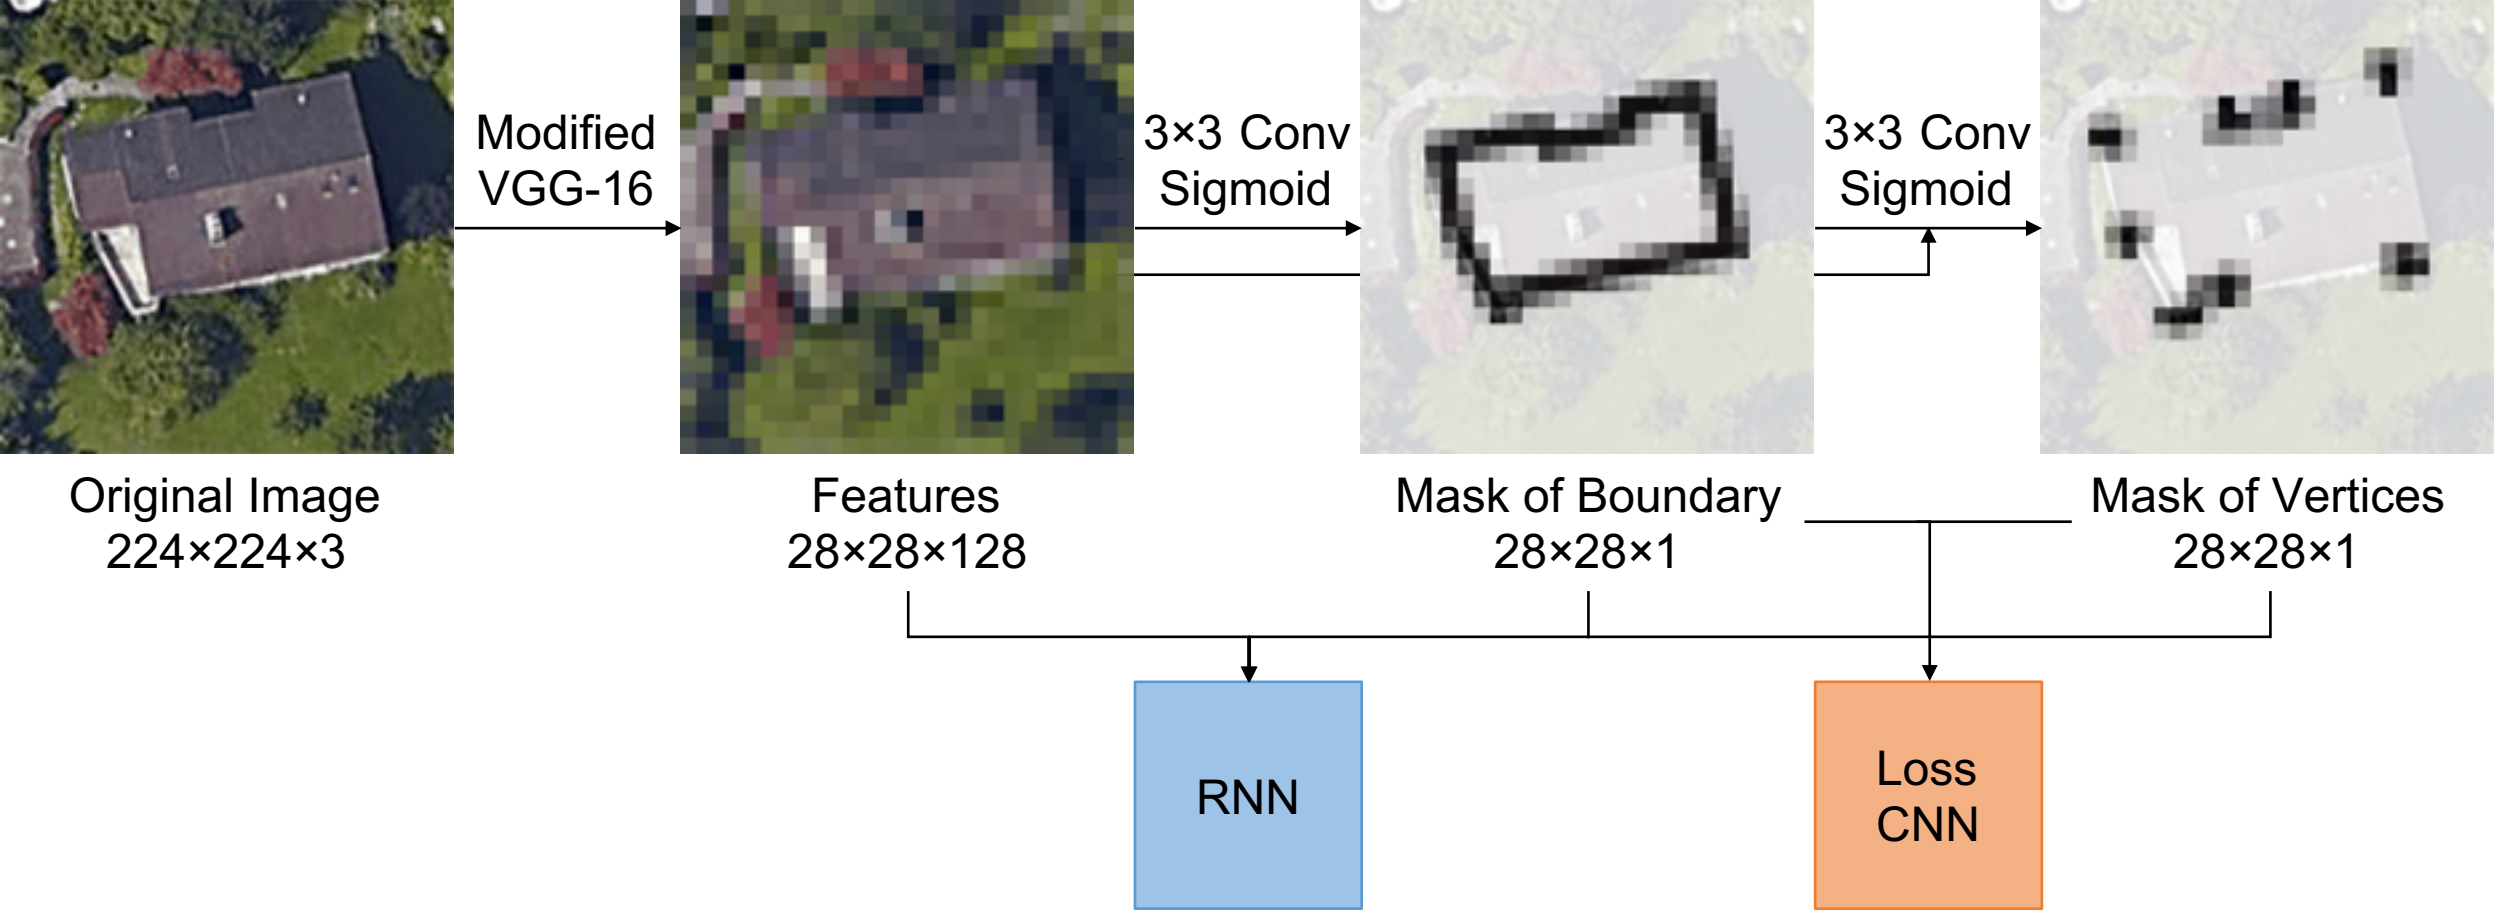 Modified
VGG-16
3×3 Conv
Sigmoid
3×3 Conv
Sigmoid
Original Image
224×224×3
Features
28×28×128
Mask of Boundary
28×28×1
Mask of Vertices
28×28×1
RNN
Loss
CNN